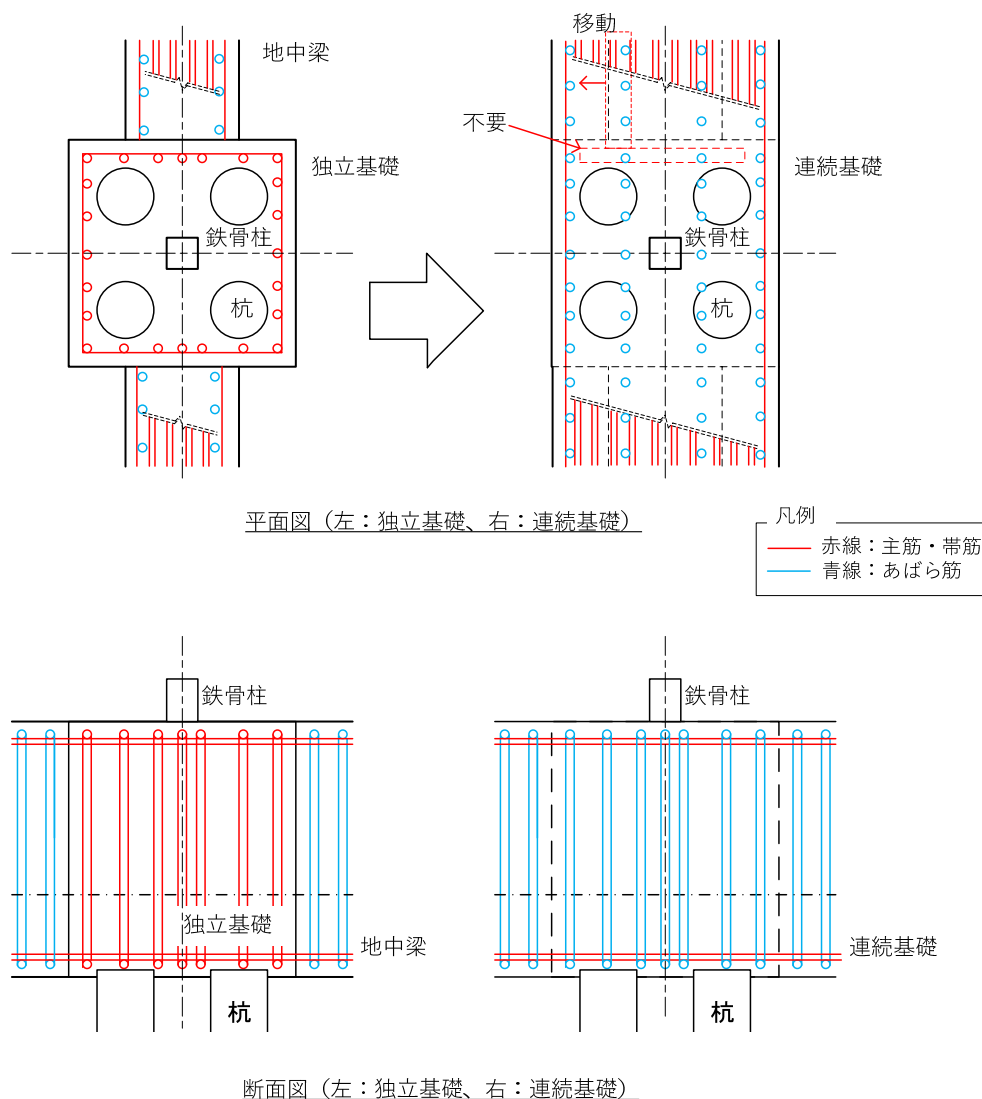 移動
地中梁
不要
独立基礎
連続基礎
鉄骨柱
鉄骨柱
杭
杭
平面図（左：独立基礎、右：連続基礎）
凡例
赤線：主筋・帯筋
青線：あばら筋
鉄骨柱
鉄骨柱
独立基礎
地中梁
連続基礎
杭
杭
断面図（左：独立基礎、右：連続基礎）